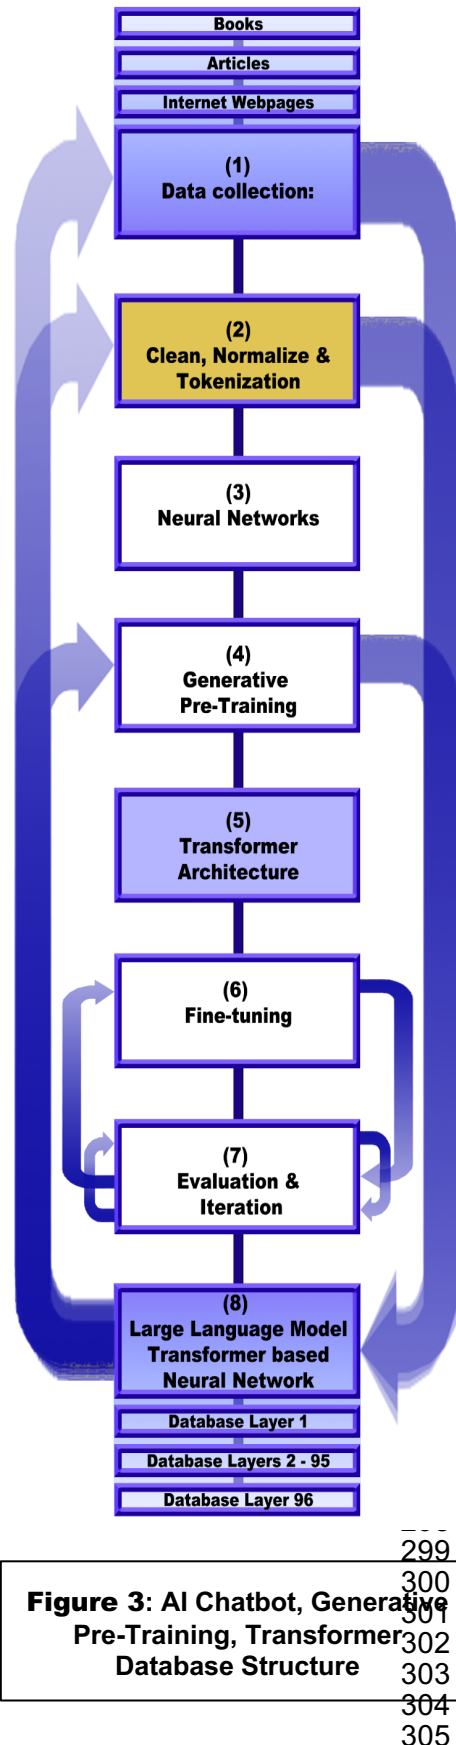 Books
Articles
Internet Webpages
(1)
Data collection:
(2)
Clean, Normalize &
Tokenization
(3)
Neural Networks
(4)
Generative
Pre-Training
(5)
Transformer
Architecture
(6)
Fine-tuning
(7)
Evaluation &
Iteration
(8)
Large Language Model
Transformer based
Neural Network
Database Layer 1
Database Layers 2 - 95
Database Layer 96
299
300
Figure 3: AI Chatbot, Generative
301
Pre-Training, Transformer
302
Database Structure
303
304
305